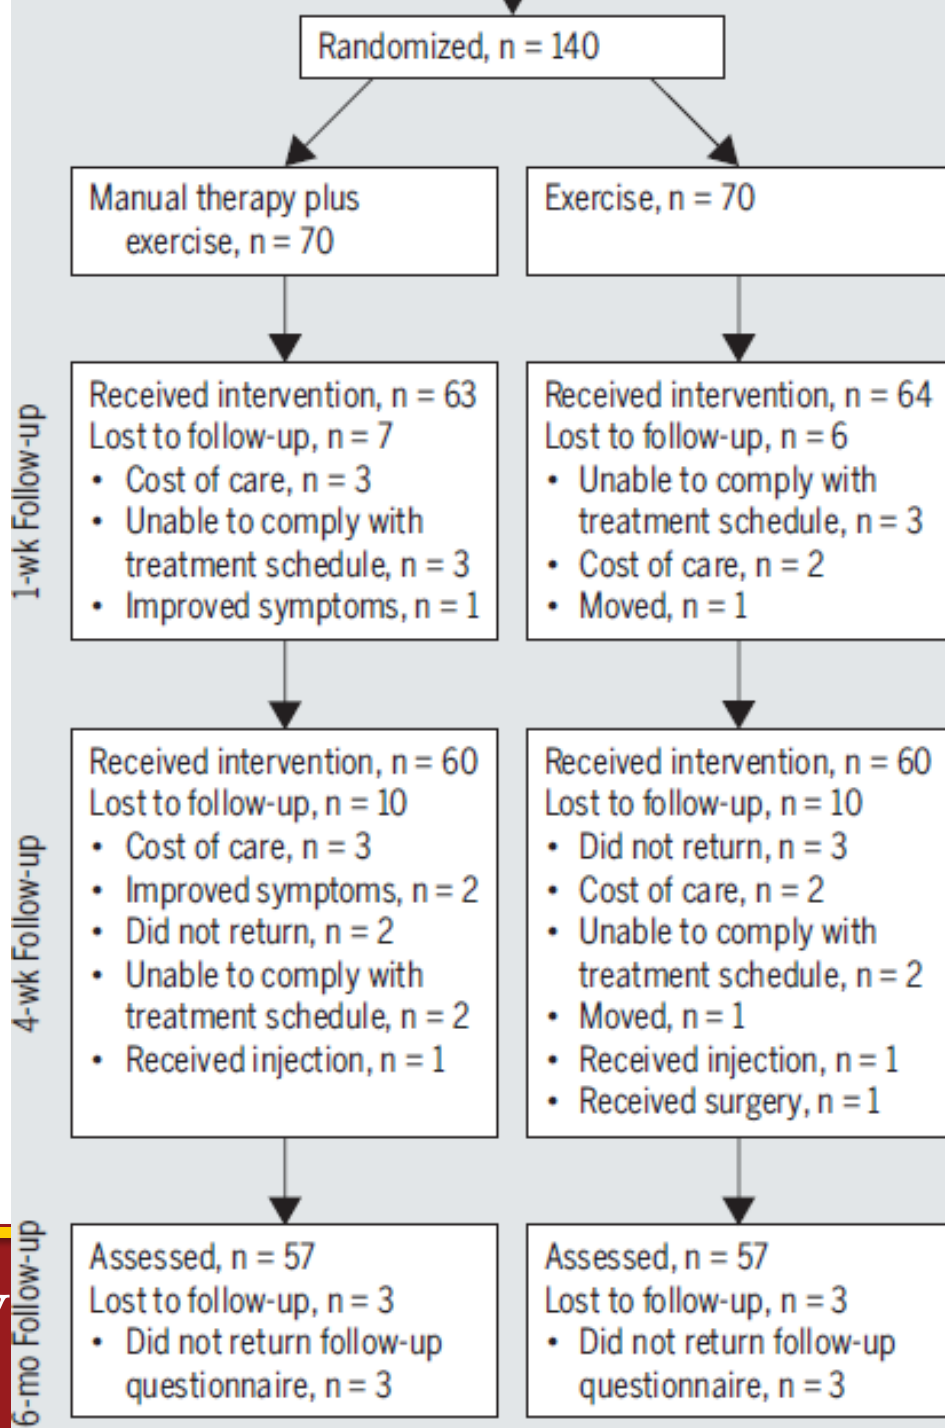 Randomized, n = 140
Manual therapy plus
exercise, n = 70
Exercise, n = 70
1-wk Follow-up
Received intervention, n = 63
Lost to follow-up, n = 7
• Cost of care, n = 3
• Unable to comply with
treatment schedule, n = 3
• Improved symptoms, n = 1
Received intervention, n = 64
Lost to follow-up, n = 6
• Unable to comply with
treatment schedule, n = 3
• Cost of care, n = 2
• Moved, n = 1
4-wk Follow-up
Received intervention, n = 60
Lost to follow-up, n = 10
• Cost of care, n = 3
• Improved symptoms, n = 2
• Did not return, n = 2
• Unable to comply with
treatment schedule, n = 2
• Received injection, n = 1
Received intervention, n = 60
Lost to follow-up, n = 10
• Did not return, n = 3
• Cost of care, n = 2
• Unable to comply with
treatment schedule, n = 2
• Moved, n = 1
• Received injection, n = 1
• Received surgery, n = 1
6-mo Follow-up
Assessed, n = 57
Lost to follow-up, n = 3
• Did not return follow-up
questionnaire, n = 3
Assessed, n = 57
Lost to follow-up, n = 3
• Did not return follow-up
questionnaire, n = 3